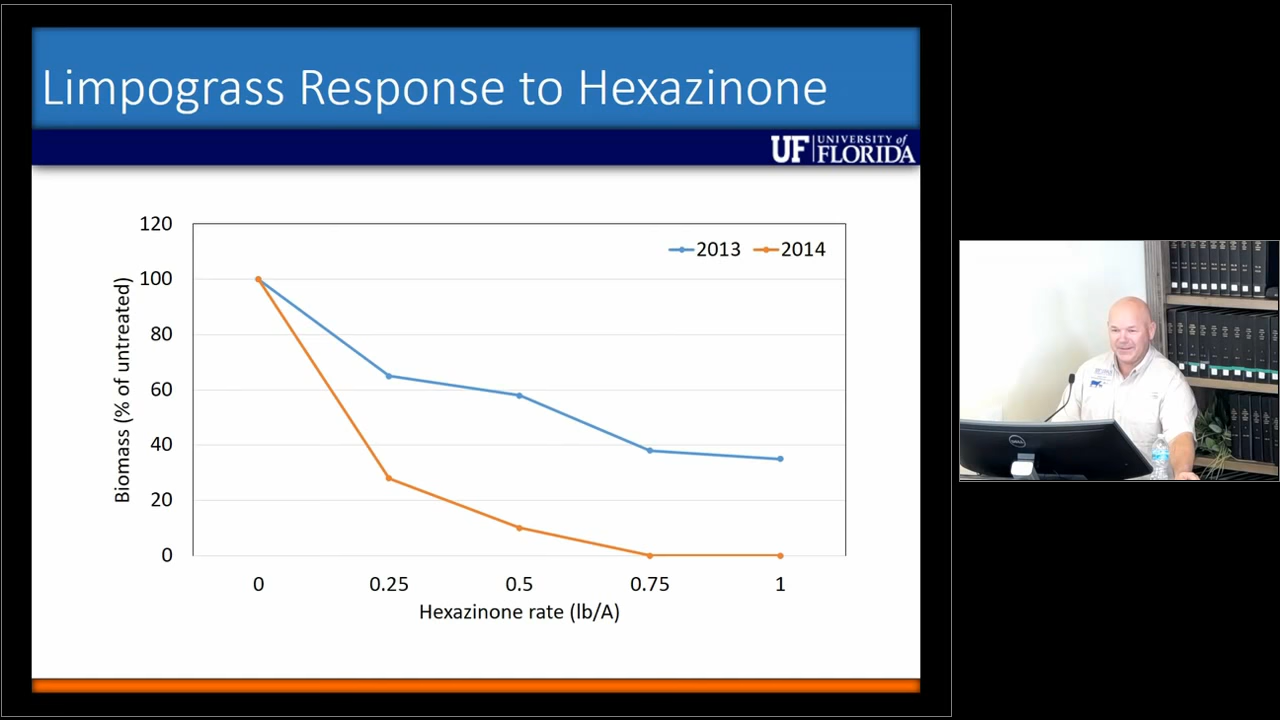 Limpograss Response to Hexazinone
UF UNIVERSITY of
FLORIDA
120
100
80
60
40
20
0
Biomass (% of untreated)
2013
2014
0 0.25 0.5 0.75 1
Hexazinone rate (lb/A)
DELL